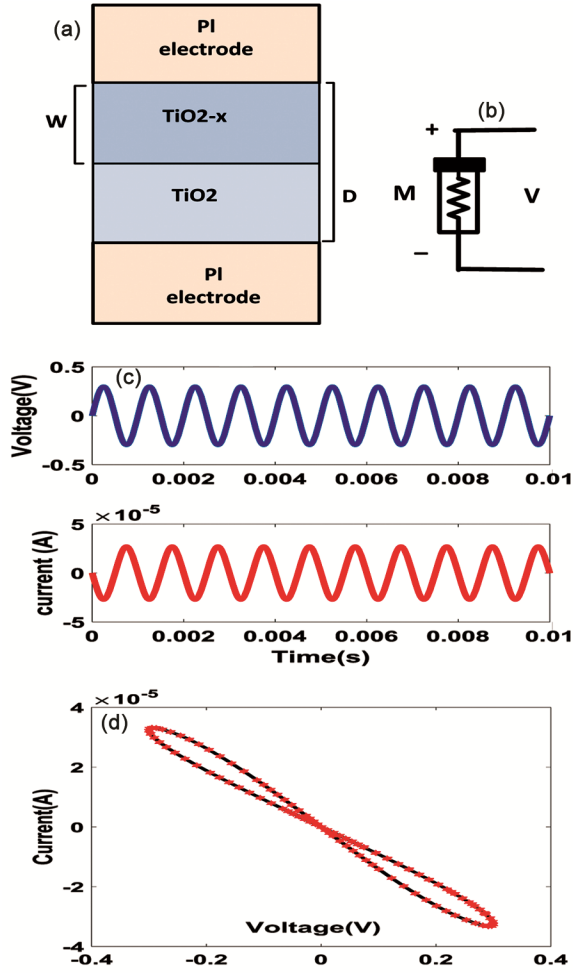 (a)
Pl
electrode
W
TiO2-x
TiO2
D
Pl
electrode
(b)
+
M
V
−
(c)
Voltage(V)
0.5
0
-0.5
0 0.002 0.004 0.006 0.008 0.01
× 10-5
current (A)
5
0
-5
0 0.002 0.004 0.006 0.008 0.01
Time(s)
× 10-5
(d)
Current(A)
4
2
0
-2
-4
Voltage(V)
-0.4 -0.2 0 0.2 0.4